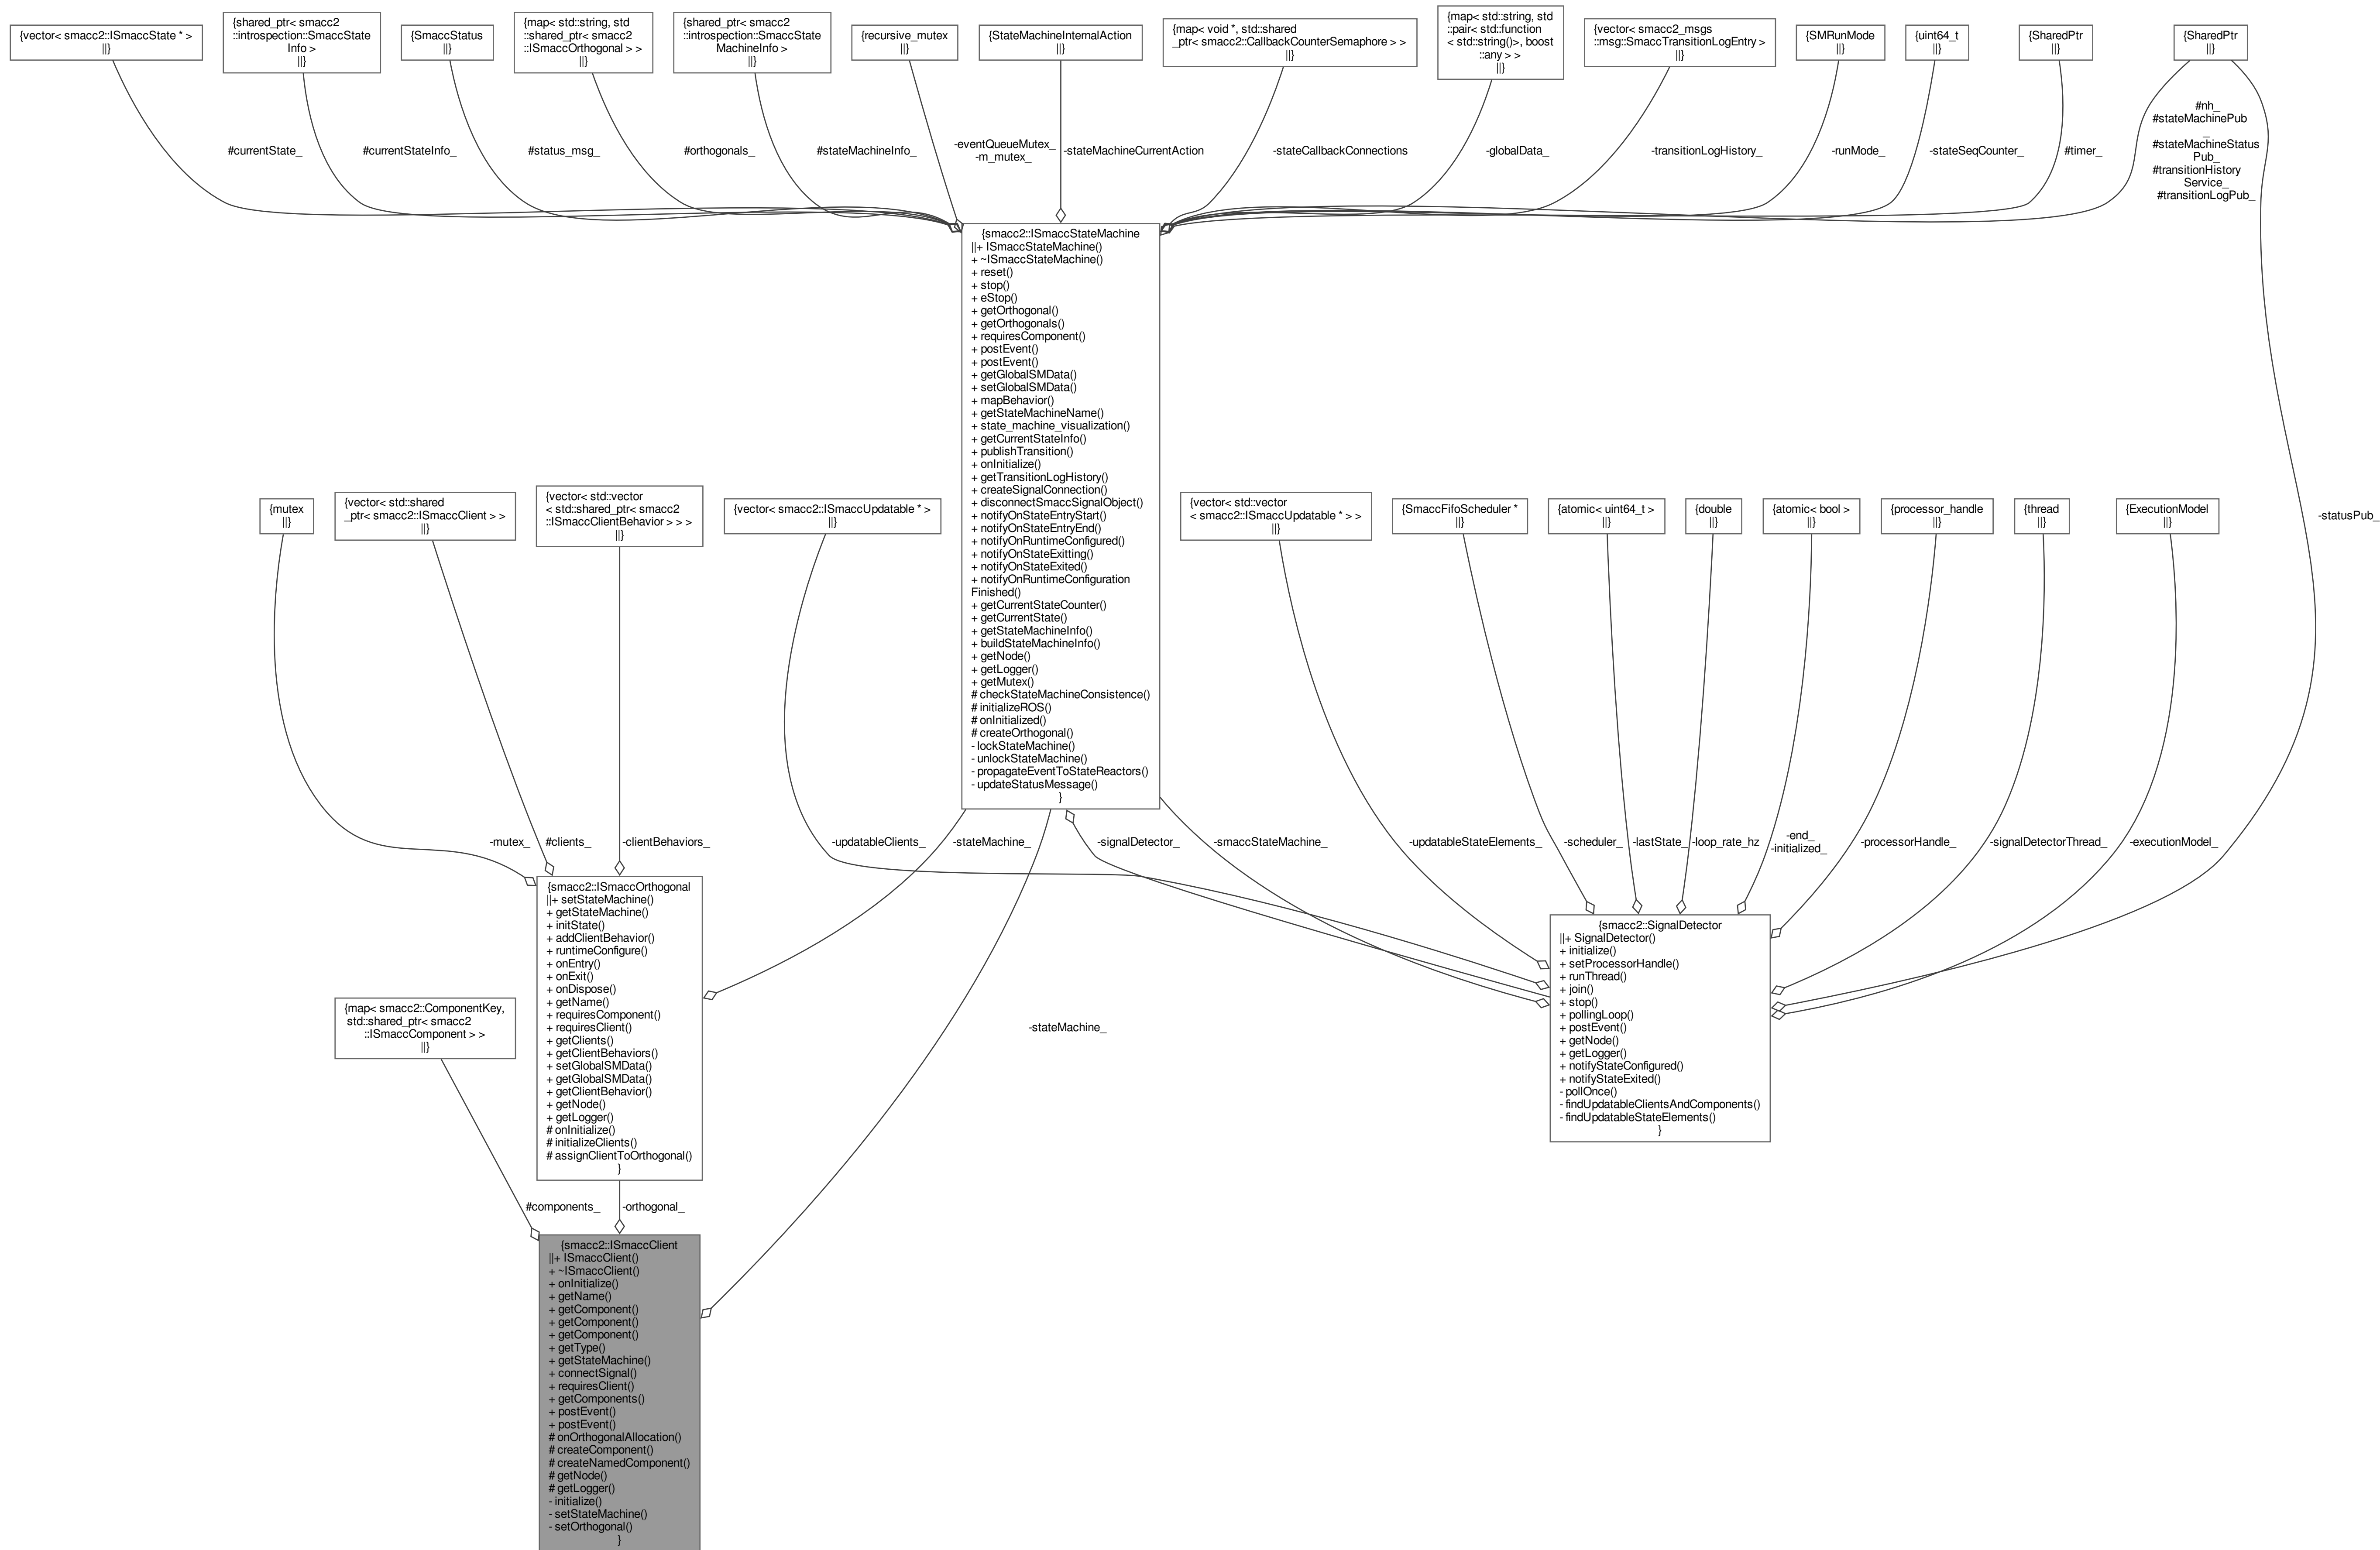 {vector< smacc2::ISmaccState * >
||}
{shared_ptr< smacc2
::introspection::SmaccState
Info >
||}
{SmaccStatus
||}
{map< std::string, std
::shared_ptr< smacc2
::ISmaccOrthogonal > >
||}
{shared_ptr< smacc2
::introspection::SmaccState
MachineInfo >
||}
{recursive_mutex
||}
{StateMachineInternalAction
||}
{map< void *, std::shared
_ptr< smacc2::CallbackCounterSemaphore > >
||}
{map< std::string, std
::pair< std::function
< std::string()>, boost
::any > >
||}
{vector< smacc2_msgs
::msg::SmaccTransitionLogEntry >
||}
{SMRunMode
||}
{uint64_t
||}
{SharedPtr
||}
{SharedPtr
||}
#currentState_
#currentStateInfo_
#status_msg_
#orthogonals_
#stateMachineInfo_
-eventQueueMutex_
-m_mutex_
-stateMachineCurrentAction
-stateCallbackConnections
-globalData_
-transitionLogHistory_
-runMode_
-stateSeqCounter_
#timer_
#nh_
#stateMachinePub
_
#stateMachineStatus
Pub_
#transitionHistory
Service_
#transitionLogPub_
{smacc2::ISmaccStateMachine
||+ ISmaccStateMachine()
+ ~ISmaccStateMachine()
+ reset()
+ stop()
+ eStop()
+ getOrthogonal()
+ getOrthogonals()
+ requiresComponent()
+ postEvent()
+ postEvent()
+ getGlobalSMData()
+ setGlobalSMData()
+ mapBehavior()
+ getStateMachineName()
+ state_machine_visualization()
+ getCurrentStateInfo()
+ publishTransition()
+ onInitialize()
+ getTransitionLogHistory()
+ createSignalConnection()
+ disconnectSmaccSignalObject()
+ notifyOnStateEntryStart()
+ notifyOnStateEntryEnd()
+ notifyOnRuntimeConfigured()
+ notifyOnStateExitting()
+ notifyOnStateExited()
+ notifyOnRuntimeConfiguration
Finished()
+ getCurrentStateCounter()
+ getCurrentState()
+ getStateMachineInfo()
+ buildStateMachineInfo()
+ getNode()
+ getLogger()
+ getMutex()
# checkStateMachineConsistence()
# initializeROS()
# onInitialized()
# createOrthogonal()
- lockStateMachine()
- unlockStateMachine()
- propagateEventToStateReactors()
- updateStatusMessage()
}
{mutex
||}
{vector< std::shared
_ptr< smacc2::ISmaccClient > >
||}
{vector< std::vector
< std::shared_ptr< smacc2
::ISmaccClientBehavior > > >
||}
{vector< smacc2::ISmaccUpdatable * >
||}
{vector< std::vector
< smacc2::ISmaccUpdatable * > >
||}
{SmaccFifoScheduler *
||}
{atomic< uint64_t >
||}
{double
||}
{atomic< bool >
||}
{processor_handle
||}
{thread
||}
{ExecutionModel
||}
-statusPub_
-mutex_
#clients_
-clientBehaviors_
-updatableClients_
-stateMachine_
-signalDetector_
-smaccStateMachine_
-updatableStateElements_
-scheduler_
-lastState_
-loop_rate_hz
-end_
-initialized_
-processorHandle_
-signalDetectorThread_
-executionModel_
{smacc2::ISmaccOrthogonal
||+ setStateMachine()
+ getStateMachine()
+ initState()
+ addClientBehavior()
+ runtimeConfigure()
+ onEntry()
+ onExit()
+ onDispose()
+ getName()
+ requiresComponent()
+ requiresClient()
+ getClients()
+ getClientBehaviors()
+ setGlobalSMData()
+ getGlobalSMData()
+ getClientBehavior()
+ getNode()
+ getLogger()
# onInitialize()
# initializeClients()
# assignClientToOrthogonal()
}
{smacc2::SignalDetector
||+ SignalDetector()
+ initialize()
+ setProcessorHandle()
+ runThread()
+ join()
+ stop()
+ pollingLoop()
+ postEvent()
+ getNode()
+ getLogger()
+ notifyStateConfigured()
+ notifyStateExited()
- pollOnce()
- findUpdatableClientsAndComponents()
- findUpdatableStateElements()
}
{map< smacc2::ComponentKey,
std::shared_ptr< smacc2
::ISmaccComponent > >
||}
-stateMachine_
#components_
-orthogonal_
{smacc2::ISmaccClient
||+ ISmaccClient()
+ ~ISmaccClient()
+ onInitialize()
+ getName()
+ getComponent()
+ getComponent()
+ getComponent()
+ getType()
+ getStateMachine()
+ connectSignal()
+ requiresClient()
+ getComponents()
+ postEvent()
+ postEvent()
# onOrthogonalAllocation()
# createComponent()
# createNamedComponent()
# getNode()
# getLogger()
- initialize()
- setStateMachine()
- setOrthogonal()
}